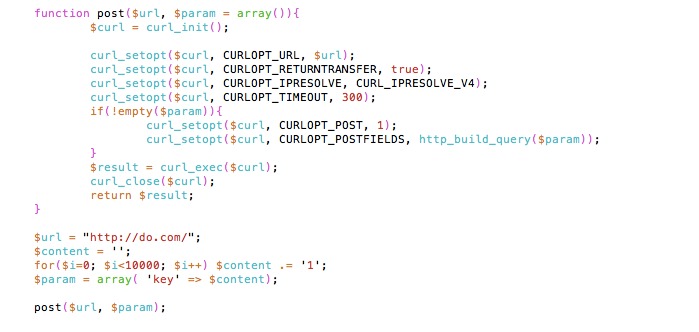 function post($url, $param = array()){
$curl = curl_init();
curl_setopt($curl, CURLOPT_URL, $url);
curl_setopt($curl, CURLOPT_RETURNTRANSFER, true);
curl_setopt($curl, CURLOPT_IPRESOLVE, CURL_IPRESOLVE_V4);
curl_setopt($curl, CURLOPT_TIMEOUT, 300);
if(!empty($param)){
curl_setopt($curl, CURLOPT_POST, 1);
curl_setopt($curl, CURLOPT_POSTFIELDS, http_build_query($param));
}
$result = curl_exec($curl);
curl_close($curl);
return $result;
}
$url = "http://do.com/";
$content = '';
for($i=0; $i<10000; $i++) $content .= '1';
$param = array( 'key' => $content);
post($url, $param);